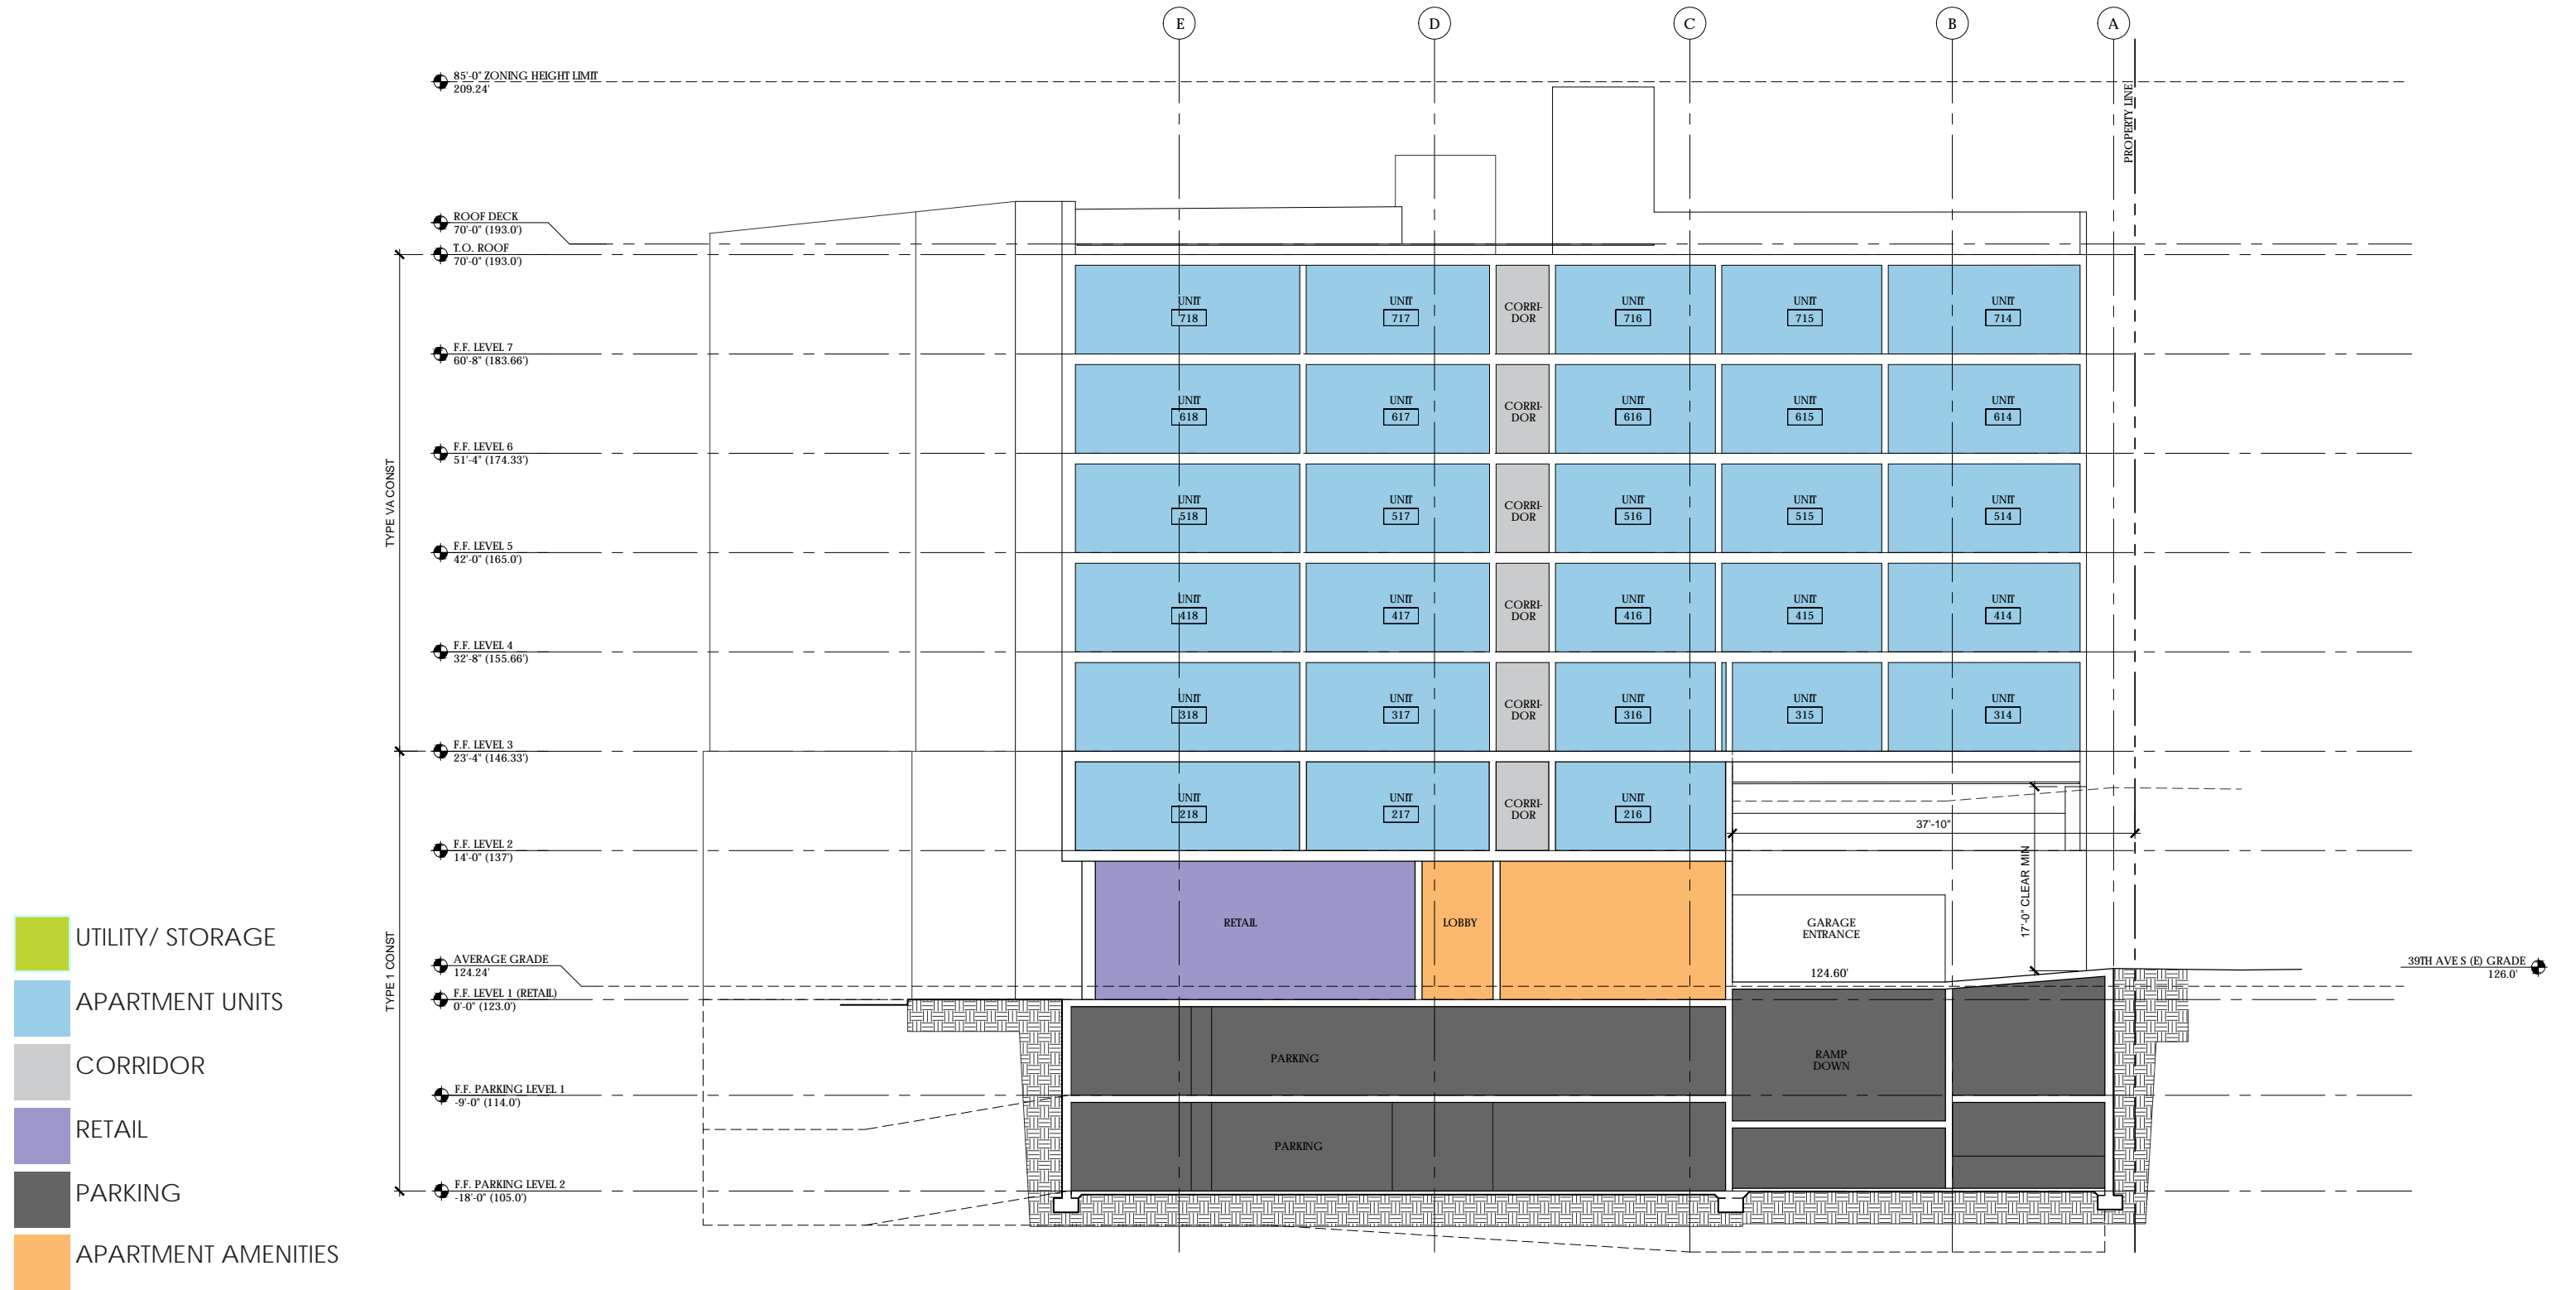 E
D
C
B
A
85'-0" ZONING HEIGHT LIMIT
209.24'
PROPERTY LINE
ROOF DECK
70'-0" (193.0')
T.O. ROOF
70'-0" (193.0')
UNIT
718
UNIT
717
CORRI-
DOR
UNIT
716
UNIT
715
UNIT
714
F.F. LEVEL 7
60'-8" (183.66')
UNIT
618
UNIT
617
CORRI-
DOR
UNIT
616
UNIT
615
UNIT
614
F.F. LEVEL 6
51'-4" (174.33')
TYPE VA CONST
UNIT
518
UNIT
517
CORRI-
DOR
UNIT
516
UNIT
515
UNIT
514
F.F. LEVEL 5
42'-0" (165.0')
UNIT
418
UNIT
417
CORRI-
DOR
UNIT
416
UNIT
415
UNIT
414
F.F. LEVEL 4
32'-8" (155.66')
UNIT
318
UNIT
317
CORRI-
DOR
UNIT
316
UNIT
315
UNIT
314
F.F. LEVEL 3
23'-4" (146.33')
UNIT
218
UNIT
217
CORRI-
DOR
UNIT
216
37'-10"
17'-0" CLEAR MIN
F.F. LEVEL 2
14'-0" (137')
RETAIL
LOBBY
GARAGE
ENTRANCE
124.60'
TYPE 1 CONST
AVERAGE GRADE
124.24'
39TH AVE S (E) GRADE
126.0'
F.F. LEVEL 1 (RETAIL)
0'-0" (123.0')
PARKING
RAMP
DOWN
F.F. PARKING LEVEL 1
-9'-0" (114.0')
PARKING
F.F. PARKING LEVEL 2
-18'-0" (105.0')
UTILITY/ STORAGE
APARTMENT UNITS
CORRIDOR
RETAIL
PARKING
APARTMENT AMENITIES